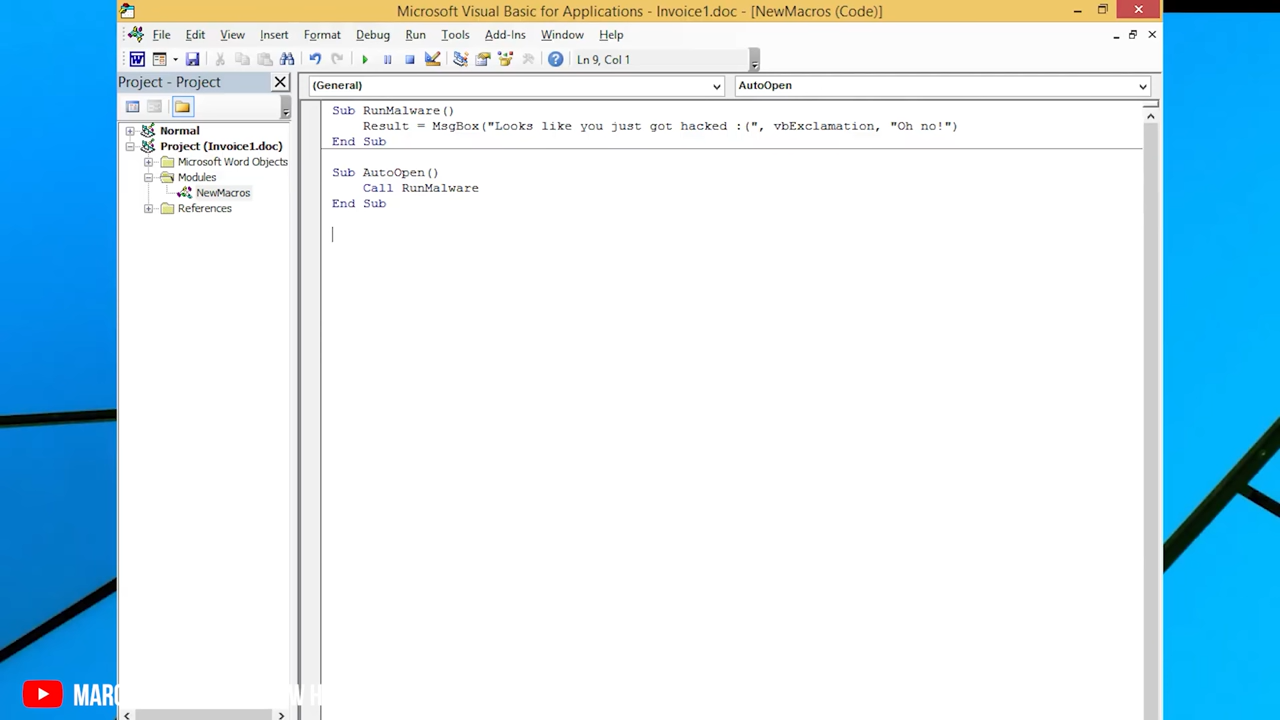 Microsoft Visual Basic for Applications - Invoice1.doc - [NewMacros (Code)]
File Edit View Insert Format Debug Run Tools Add-Ins Window Help
Ln 9, Col 1
Project - Project
(General)
AutoOpen
Normal
Project (Invoice1.doc)
Microsoft Word Objects
Modules
NewMacros
References
Sub RunMalware()
Result = MsgBox("Looks like you just got hacked :(", vbExclamation, "Oh no!")
End Sub
Sub AutoOpen()
Call RunMalware
End Sub